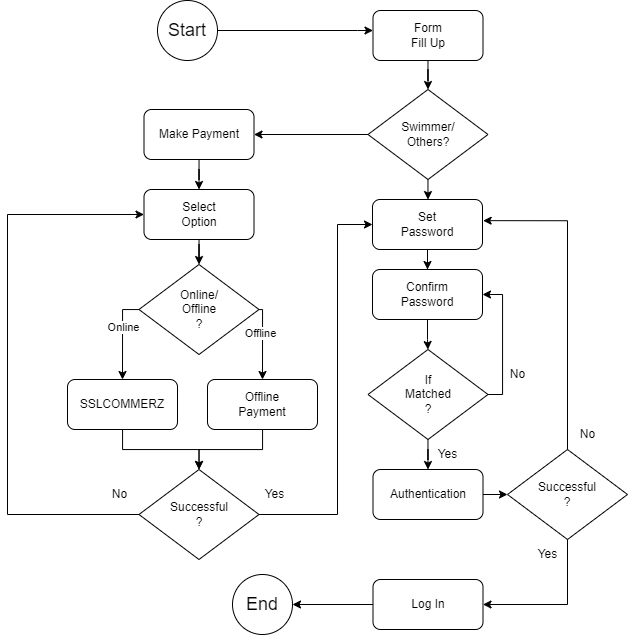 Start
Form
Fill Up
Swimmer/
Others?
Make Payment
Select
Option
Set
Password
Online/
Offline
?
Confirm
Password
Online
Offline
If
Matched
?
No
SSLCOMMERZ
Offline
Payment
Yes
No
Authentication
Successful
?
No
Yes
Successful
?
Yes
End
Log In